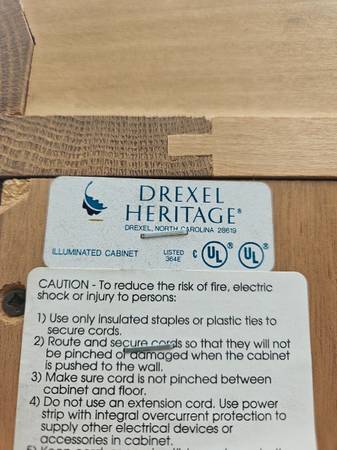 DREXEL
HERITAGE®
DREXEL, NORTH CAROLINA 28619
ILLUMINATED CABINET
LISTED
364E
C UL® UL®
CAUTION - To reduce the risk of fire, electric
shock or injury to persons:
1) Use only insulated staples or plastic ties to
secure cords.
2) Route and secure cords so that they will not
be pinched or damaged when the cabinet
is pushed to the wall.
3) Make sure cord is not pinched between
cabinet and floor.
4) Do not use an extension cord. Use power
strip with integral overcurrent protection to
supply other electrical devices or
accessories in cabinet.